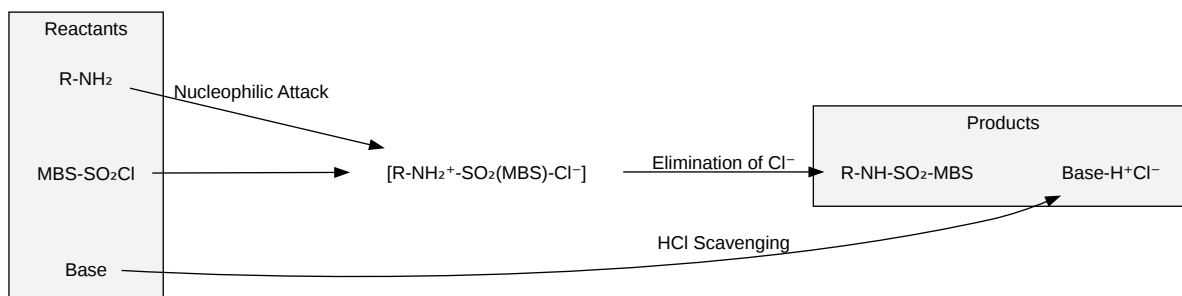 Reactants
R-NH₂
Nucleophilic Attack
MBS-SO₂Cl
[R-NH₂⁺-SO₂(MBS)-Cl⁻]
Elimination of Cl⁻
Products
R-NH-SO₂-MBS
Base-H⁺Cl⁻
HCl Scavenging
Base